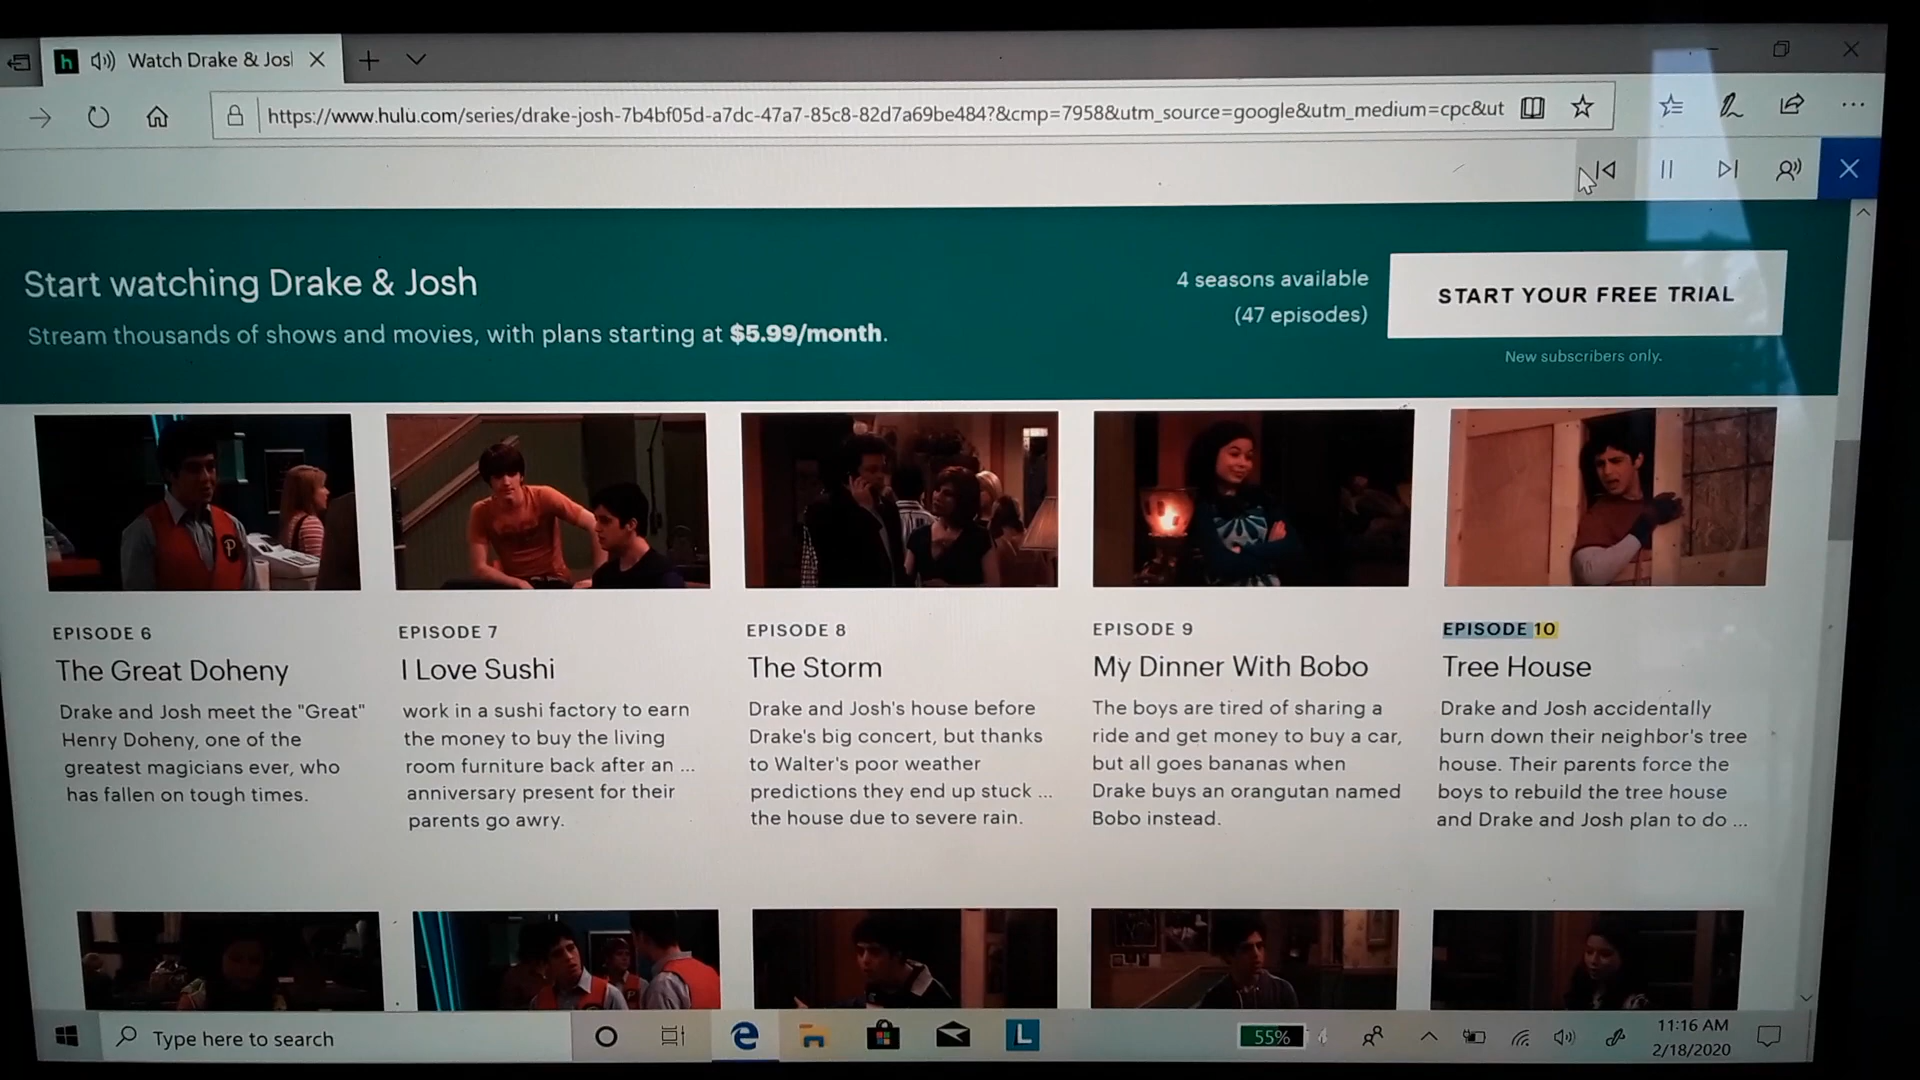 h Watch Drake & Jos
https://www.hulu.com/series/drake-josh-7b4bf05d-a7dc-47a7-85c8-82d7a69be484?&cmp=7958&utm_source=google&utm_medium=cpc&ut
Start watching Drake & Josh
Stream thousands of shows and movies, with plans starting at $5.99/month.
4 seasons available
(47 episodes)
START YOUR FREE TRIAL
New subscribers only.
P
EPISODE 6
The Great Doheny
Drake and Josh meet the "Great"
Henry Doheny, one of the
greatest magicians ever, who
has fallen on tough times.
EPISODE 7
I Love Sushi
work in a sushi factory to earn
the money to buy the living
room furniture back after an ...
anniversary present for their
parents go awry.
EPISODE 8
The Storm
Drake and Josh's house before
Drake's big concert, but thanks
to Walter's poor weather
predictions they end up stuck ...
the house due to severe rain.
EPISODE 9
My Dinner With Bobo
The boys are tired of sharing a
ride and get money to buy a car,
but all goes bananas when
Drake buys an orangutan named
Bobo instead.
EPISODE 10
Tree House
Drake and Josh accidentally
burn down their neighbor's tree
house. Their parents force the
boys to rebuild the tree house
and Drake and Josh plan to do ...
Type here to search
L
55%
11:16 AM
2/18/2020